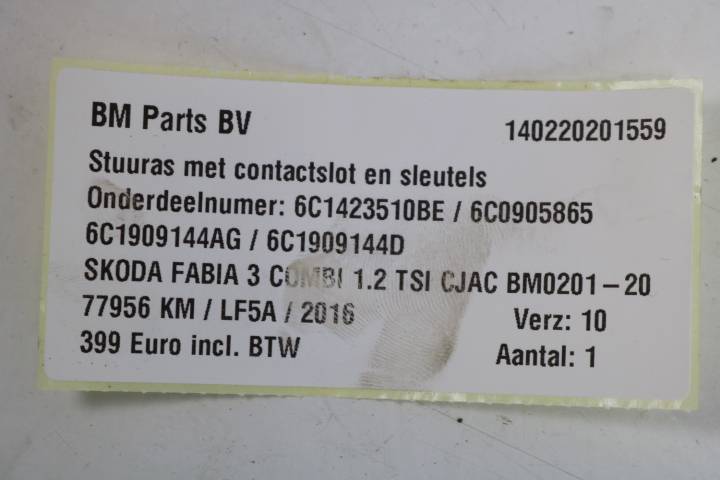 BM Parts BV 140220201559
Stuuras met contactslot en sleutels
Onderdeelnumer: 6C1423510BE / 6C0905865
6C1909144AG / 6C1909144D
SKODA FABIA 3 COMBI 1.2 TSI CJAC BM0201-20
77956 KM / LF5A / 2016 Verz: 10
399 Euro incl. BTW Aantal: 1